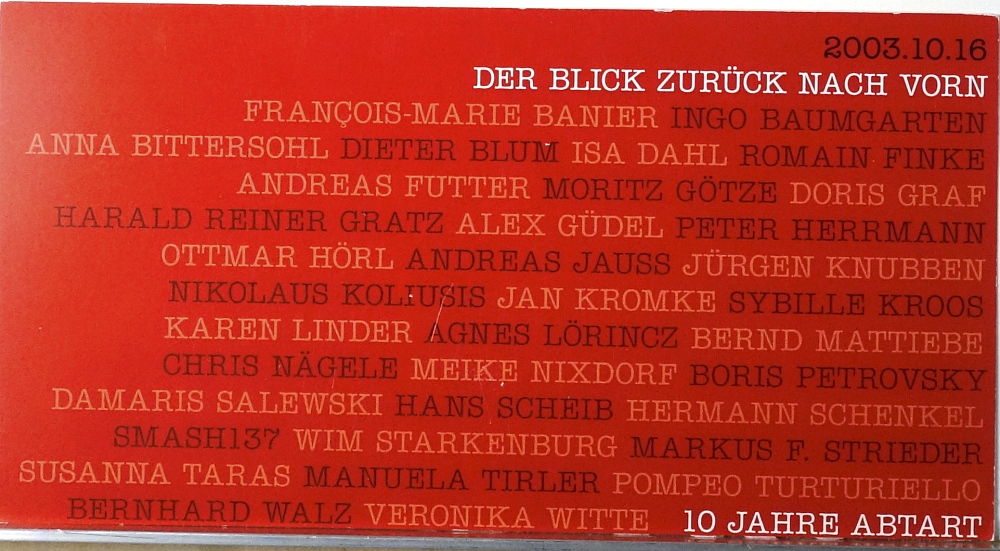 2003.10.16
DER BLICK ZURÜCK NACH VORN
FRANÇOIS-MARIE BANIER INGO BAUMGARTEN
ANNA BITTERSOHL DIETER BLUM ISA DAHL ROMAIN FINKE
ANDREAS FUTTER MORITZ GÖTZE DORIS GRAF
HARALD REINER GRATZ ALEX GÜDEL PETER HERRMANN
OTTMAR HÖRL ANDREAS JAUSS JÜRGEN KNUBBEN
NIKOLAUS KOLIUSIS JAN KROMKE SYBILLE KROOS
KAREN LINDER AGNES LÖRINCZ BERND MATTIEBE
CHRIS NÄGELE MEIKE NIXDORF BORIS PETROVSKY
DAMARIS SALEWSKI HANS SCHEIB HERMANN SCHENKEL
SMASH137 WIM STARKENBURG MARKUS F. STRIEDER
SUSANNA TARAS MANUELA TIRLER POMPEO TURTURIELLO
BERNHARD WALZ VERONIKA WITTE 10 JAHRE ABTART